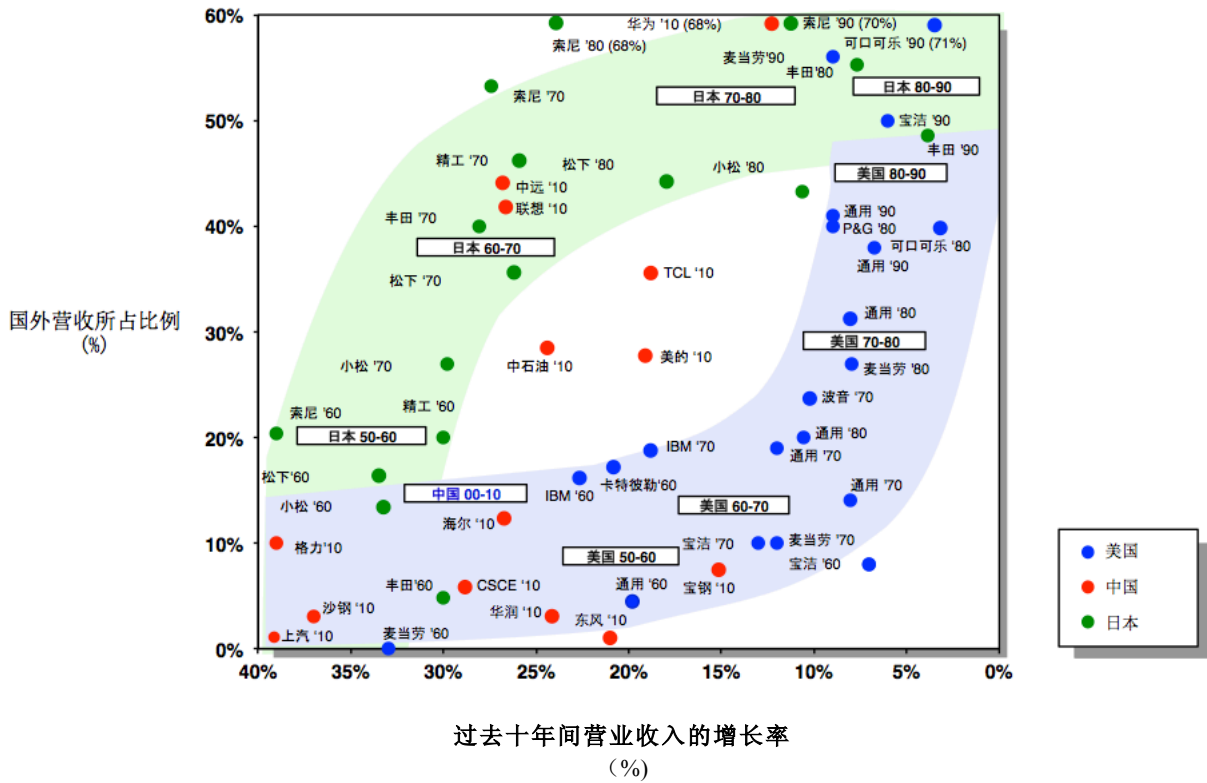 60%
华为 '10 (68%)
索尼 '90 (70%)
索尼 '80 (68%)
可口可乐 '90 (71%)
麦当劳'90
丰田'80
日本 80-90
索尼 '70
日本 70-80
50%
宝洁 '90
丰田 '90
精工 '70
松下 '80
小松 '80
美国 80-90
中远 '10
联想 '10
丰田 '70
通用 '90
40%
P&G '80
可口可乐 '80
日本 60-70
通用 '90
松下 '70
TCL '10
国外营收所占比例
(%)
通用 '80
30%
美国 70-80
中石油 '10
美的 '10
小松 '70
麦当劳 '80
精工 '60
波音 '70
索尼 '60
日本 50-60
20%
通用 '80
IBM '70
通用 '70
松下'60
卡特彼勒'60
中国 00-10
IBM '60
通用 '70
小松 '60
美国 60-70
海尔 '10
10%
格力'10
宝洁 '70
麦当劳 '70
美国 50-60
宝洁 '60
丰田'60
CSCE '10
通用 '60
宝钢 '10
沙钢 '10
华润 '10
东风 '10
上汽 '10
麦当劳 '60
0%
40%
35%
30%
25%
20%
15%
10%
5%
0%
美国
中国
日本
过去十年间营业收入的增长率
（%）